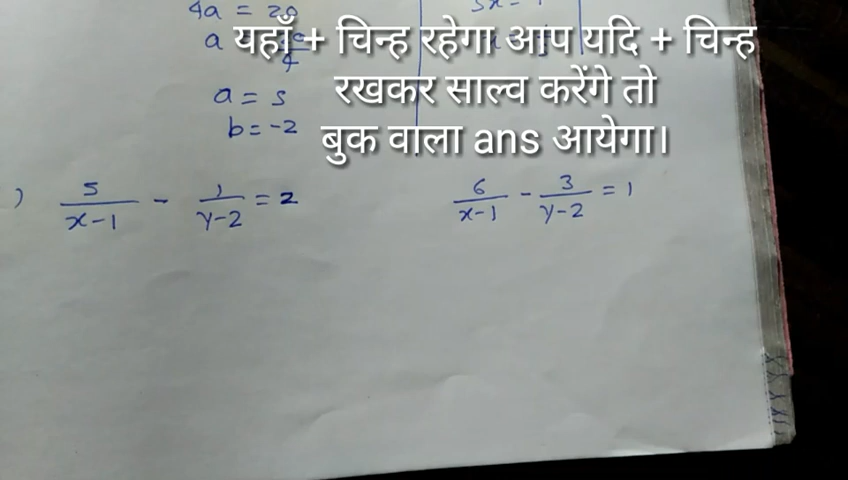 4a = 20
a
यहाँ + चिन्ह रहेगा आप यदि + चिन्ह
रखकर साल्व करेंगे तो
बुक वाला ans आयेगा।
4
a = 5
b = -2
) 5/(x-1) - 1/(y-2) = 2
6/(x-1) - 3/(y-2) = 1